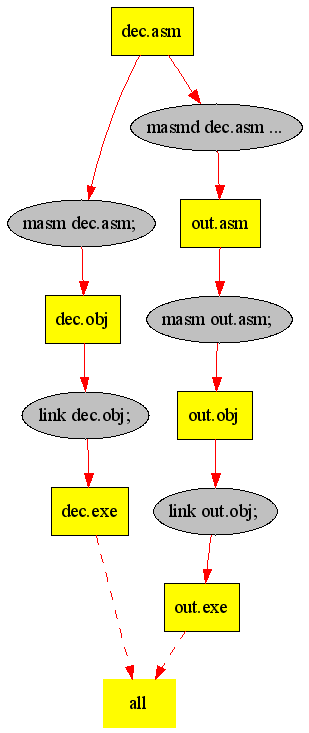 dec.asm
masmd dec.asm ...
masm dec.asm;
out.asm
dec.obj
masm out.asm;
link dec.obj;
out.obj
dec.exe
link out.obj;
out.exe
all